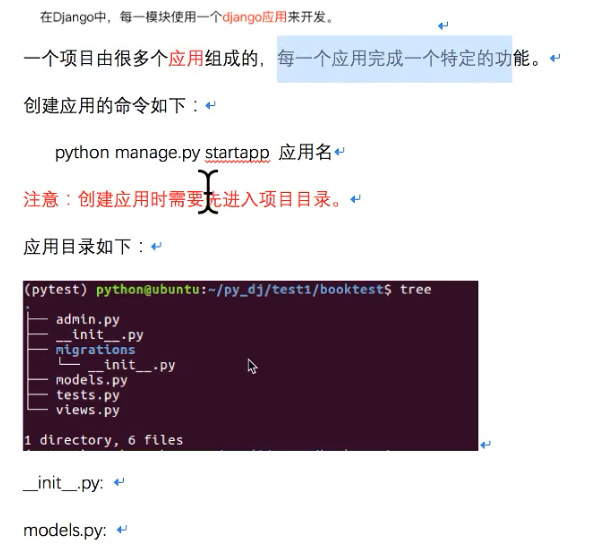 在Django中，每一模块使用一个django应用来开发。
一个项目由很多个应用组成的，每一个应用完成一个特定的功能。
创建应用的命令如下：
python manage.py startapp 应用名
注意：创建应用时需要先进入项目目录。
应用目录如下：
(pytest) python@ubuntu:~/py_dj/test1/booktest$ tree
.
├── admin.py
├── __init__.py
├── migrations
│   └── __init__.py
├── models.py
├── tests.py
└── views.py
1 directory, 6 files
__init__.py:
models.py: